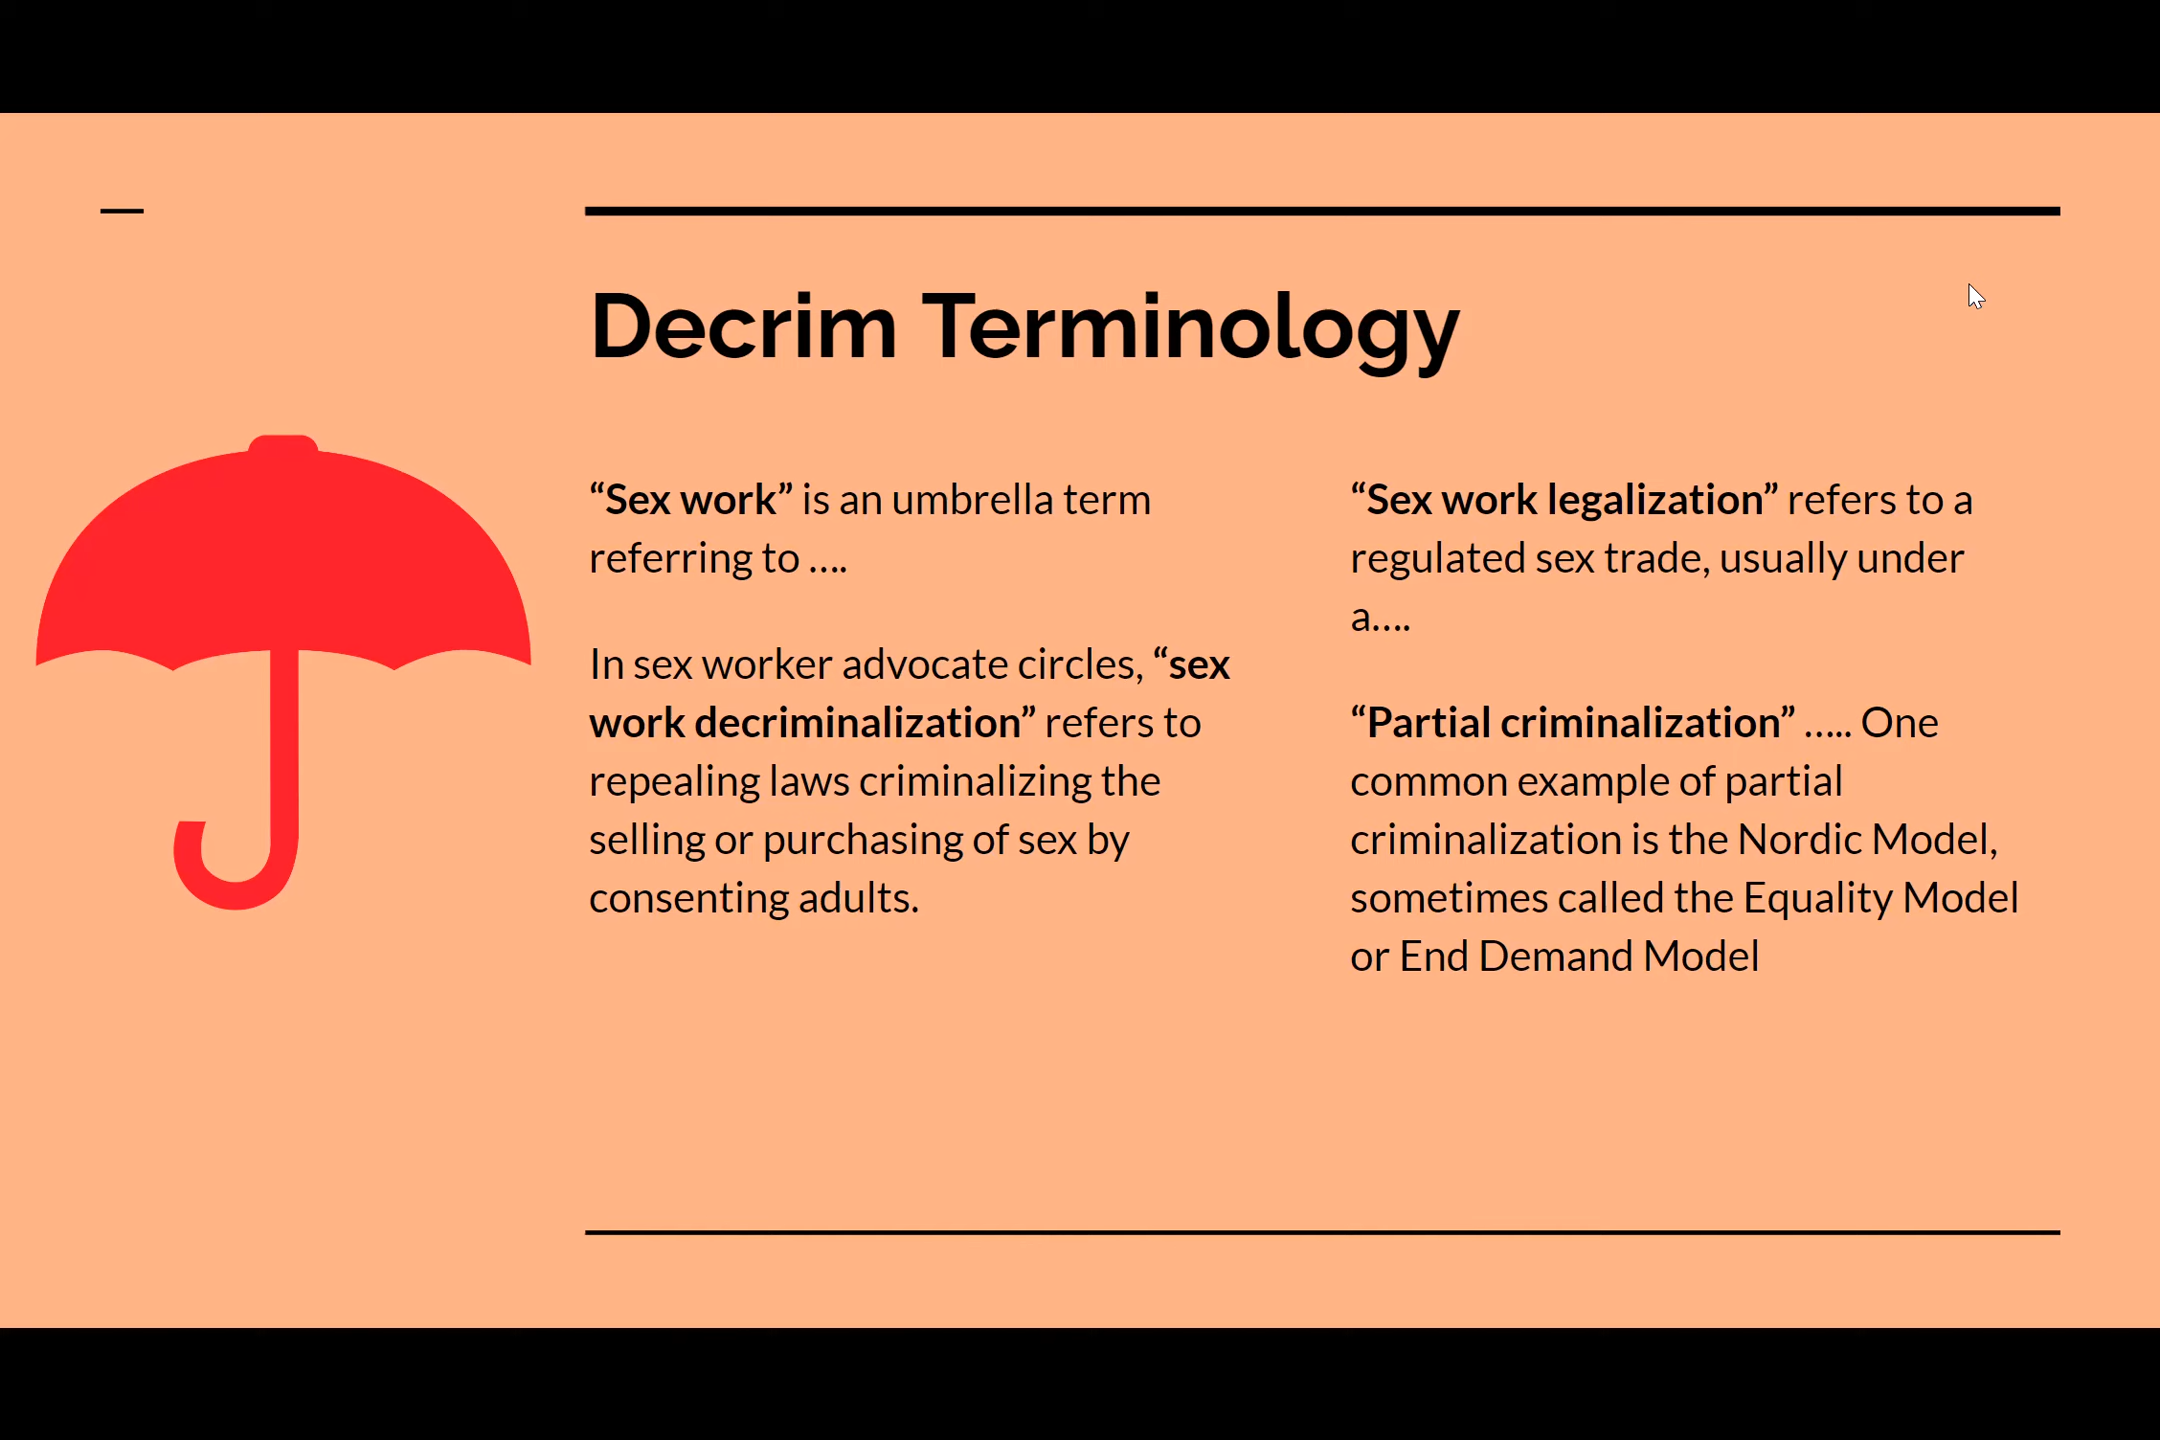 Decrim Terminology
“Sex work” is an umbrella term
referring to ....
In sex worker advocate circles, “sex
work decriminalization” refers to
repealing laws criminalizing the
selling or purchasing of sex by
consenting adults.
“Sex work legalization” refers to a
regulated sex trade, usually under
a....
“Partial criminalization” ..... One
common example of partial
criminalization is the Nordic Model,
sometimes called the Equality Model
or End Demand Model